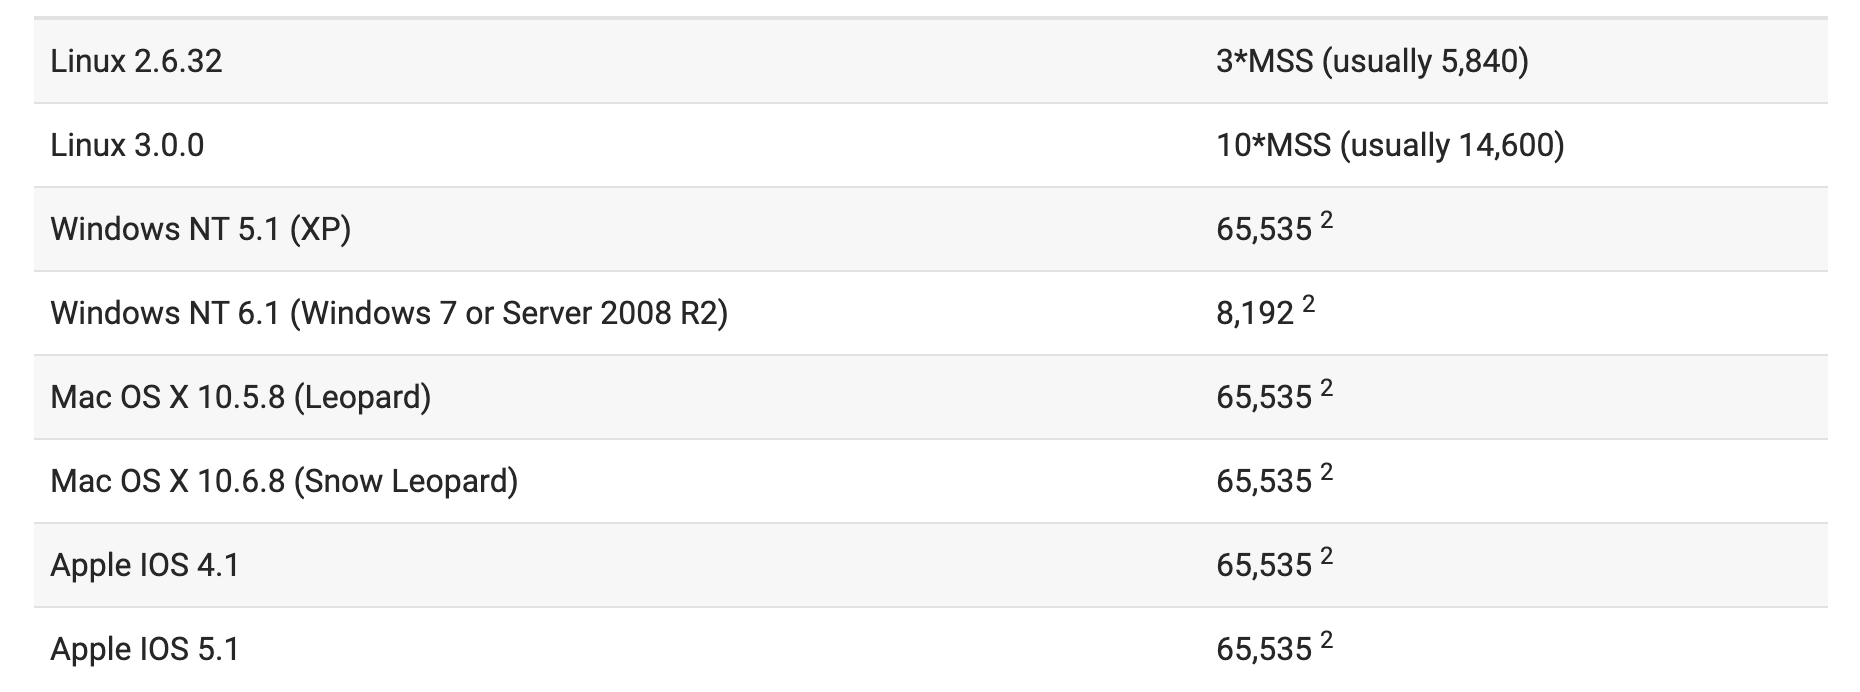 Linux 2.6.32 3*MSS (usually 5,840)
Linux 3.0.0 10*MSS (usually 14,600)
Windows NT 5.1 (XP) 65,535 2
Windows NT 6.1 (Windows 7 or Server 2008 R2) 8,192 2
Mac OS X 10.5.8 (Leopard) 65,535 2
Mac OS X 10.6.8 (Snow Leopard) 65,535 2
Apple IOS 4.1 65,535 2
Apple IOS 5.1 65,535 2